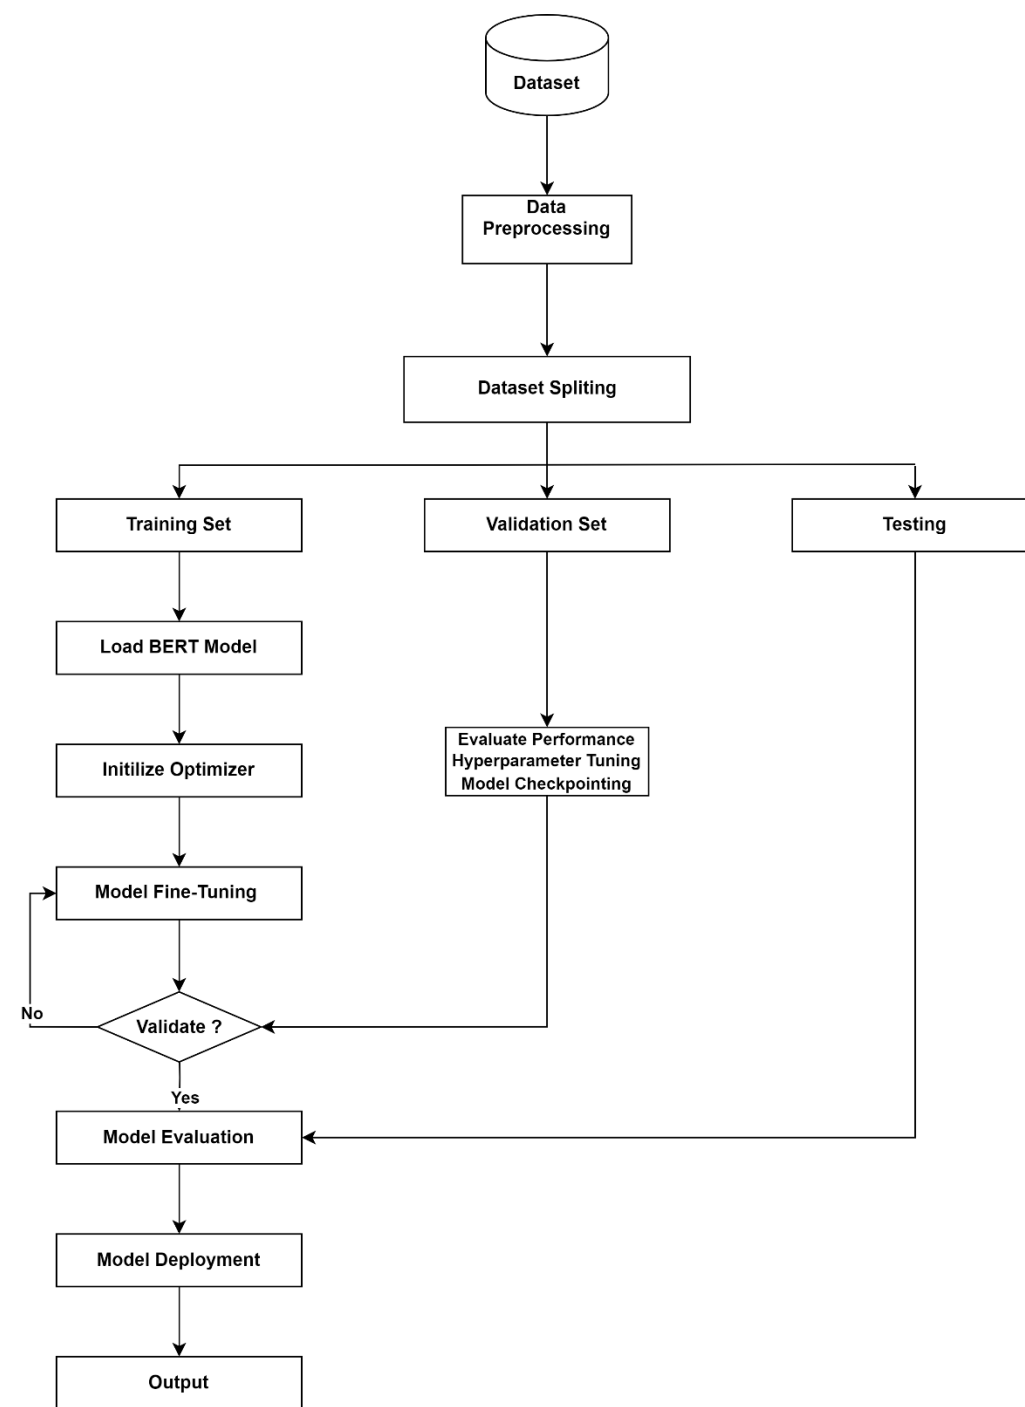 Dataset
Data
Preprocessing
Dataset Spliting
Training Set
Validation Set
Testing
Load BERT Model
Evaluate Performance
Hyperparameter Tuning
Model Checkpointing
Initilize Optimizer
Model Fine-Tuning
No
Validate ?
Yes
Model Evaluation
Model Deployment
Output